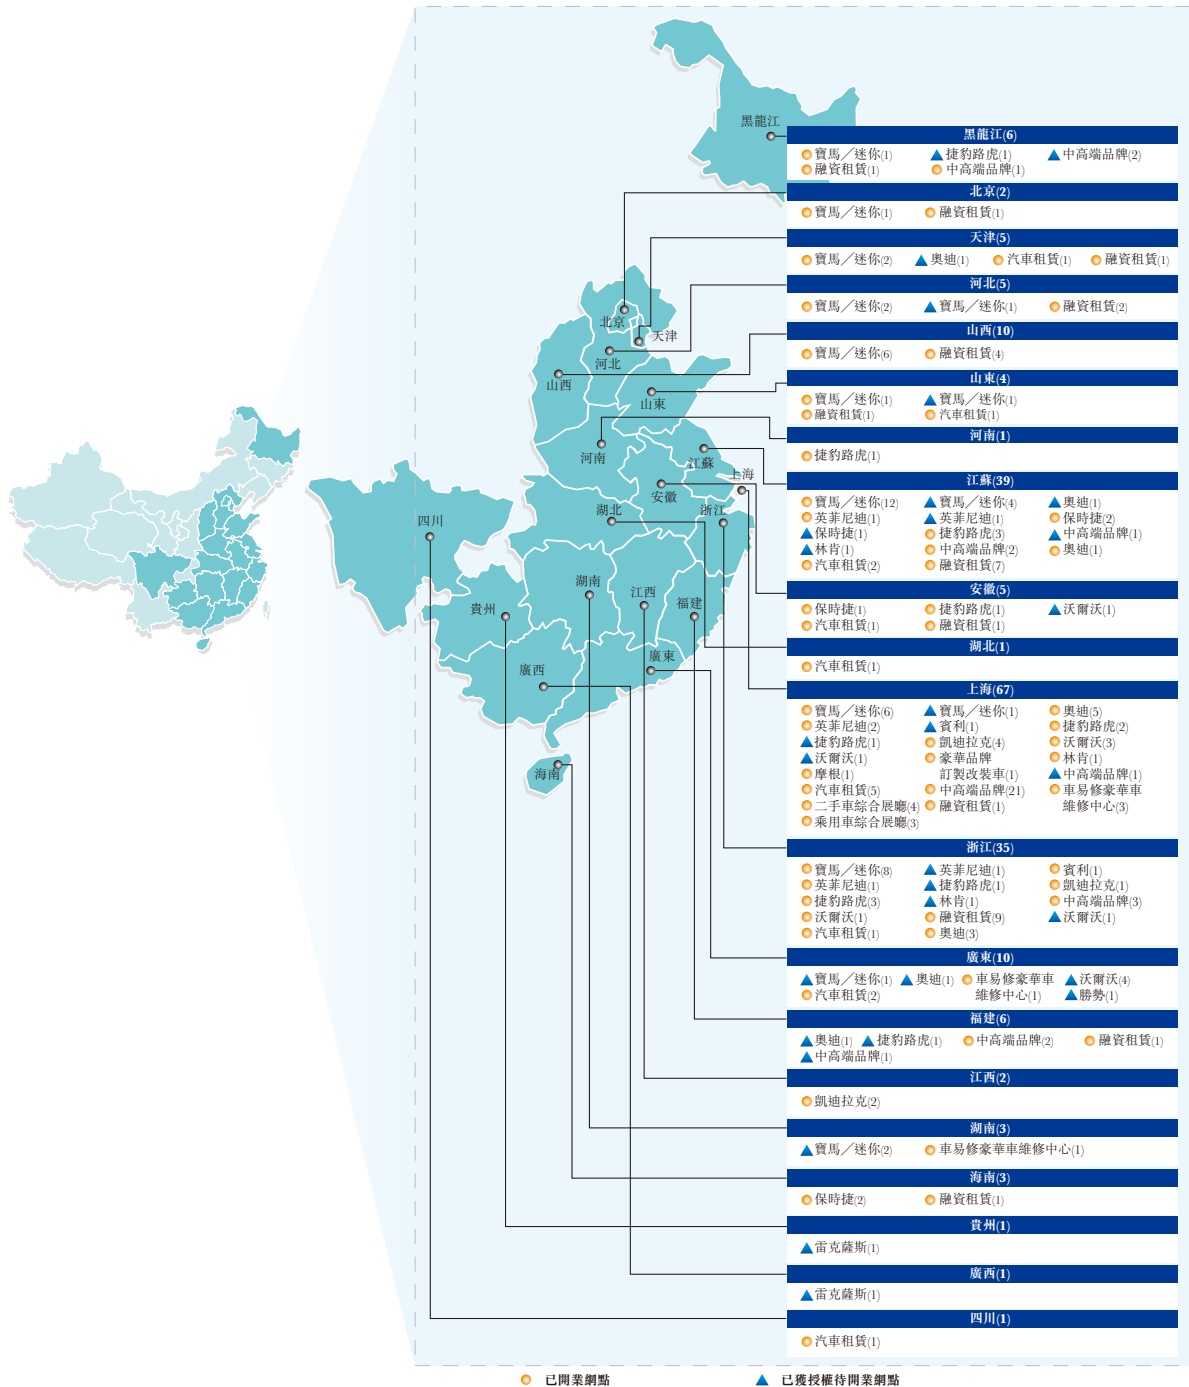 黑龍江
北京
天津
河北
山西
山東
河南
江蘇
上海
安徽
湖北
浙江
四川
湖南
江西
福建
貴州
廣東
廣西
海南
黑龍江(6)
寶馬／迷你(1) 捷豹路虎(1) 中高端品牌(2)
融資租賃(1) 中高端品牌(1)
北京(2)
寶馬／迷你(1) 融資租賃(1)
天津(5)
寶馬／迷你(2) 奧迪(1) 汽車租賃(1) 融資租賃(1)
河北(5)
寶馬／迷你(2) 寶馬／迷你(1) 融資租賃(2)
山西(10)
寶馬／迷你(6) 融資租賃(4)
山東(4)
寶馬／迷你(1) 寶馬／迷你(1)
融資租賃(1) 汽車租賃(1)
河南(1)
捷豹路虎(1)
江蘇(39)
寶馬／迷你(12) 寶馬／迷你(4) 奧迪(1)
英菲尼迪(1) 英菲尼迪(1) 保時捷(2)
保時捷(1) 捷豹路虎(3) 中高端品牌(1)
林肯(1) 中高端品牌(2) 奧迪(1)
汽車租賃(2) 融資租賃(7)
安徽(5)
保時捷(1) 捷豹路虎(1) 沃爾沃(1)
汽車租賃(1) 融資租賃(1)
湖北(1)
汽車租賃(1)
上海(67)
寶馬／迷你(6) 寶馬／迷你(1) 奧迪(5)
英菲尼迪(2) 賓利(1) 捷豹路虎(2)
捷豹路虎(1) 凱迪拉克(4) 沃爾沃(3)
沃爾沃(1) 豪華品牌 林肯(1)
摩根(1) 訂製改裝車(1) 中高端品牌(1)
汽車租賃(5) 中高端品牌(21) 車易修豪華車
二手車綜合展廳(4) 融資租賃(1) 維修中心(3)
乘用車綜合展廳(3)
浙江(35)
寶馬／迷你(8) 英菲尼迪(1) 賓利(1)
英菲尼迪(1) 捷豹路虎(1) 凱迪拉克(1)
捷豹路虎(3) 林肯(1) 中高端品牌(3)
沃爾沃(1) 融資租賃(9) 沃爾沃(1)
汽車租賃(1) 奧迪(3)
廣東(10)
寶馬／迷你(1) 奧迪(1) 車易修豪華車 沃爾沃(4)
汽車租賃(2) 維修中心(1) 勝勢(1)
福建(6)
奧迪(1) 捷豹路虎(1) 中高端品牌(2) 融資租賃(1)
中高端品牌(1)
江西(2)
凱迪拉克(2)
湖南(3)
寶馬／迷你(2) 車易修豪華車維修中心(1)
海南(3)
保時捷(2) 融資租賃(1)
貴州(1)
雷克薩斯(1)
廣西(1)
雷克薩斯(1)
四川(1)
汽車租賃(1)
已開業網點 已獲授權待開業網點